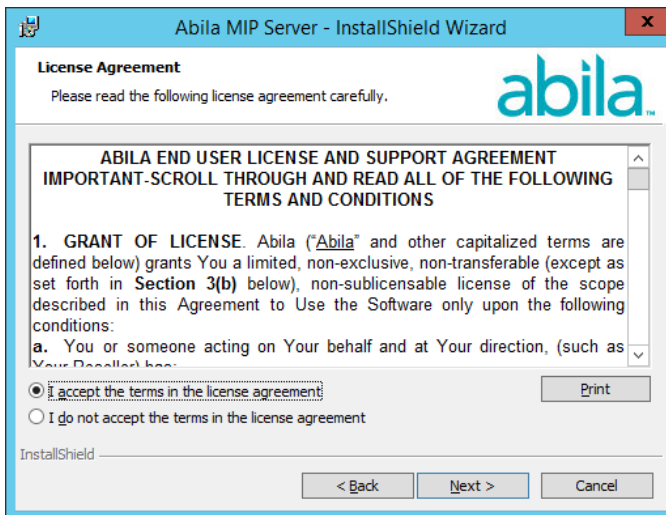 Abila MIP Server - InstallShield Wizard
x
License Agreement
Please read the following license agreement carefully.
abila
ABILA END USER LICENSE AND SUPPORT AGREEMENT
IMPORTANT-SCROLL THROUGH AND READ ALL OF THE FOLLOWING
TERMS AND CONDITIONS
1. GRANT OF LICENSE. Abila (“Abila” and other capitalized terms are
defined below) grants You a limited, non-exclusive, non-transferable (except as
set forth in Section 3(b) below), non-sublicensable license of the scope
described in this Agreement to Use the Software only upon the following
conditions:
a. You or someone acting on Your behalf and at Your direction, (such as
Your Reseller) has:
I accept the terms in the license agreement
Print
I do not accept the terms in the license agreement
InstallShield
< Back
Next >
Cancel